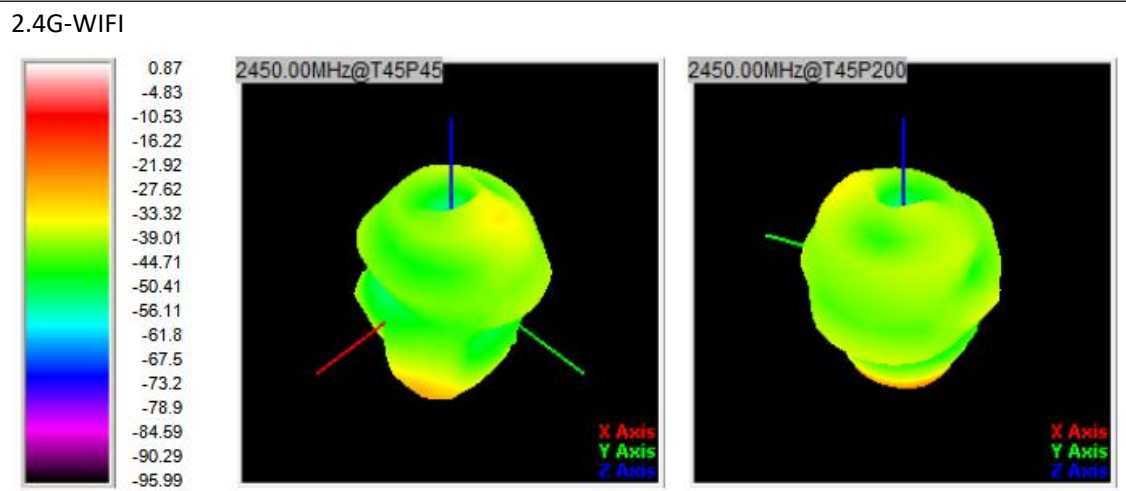 2.4G-WIFI
0.87
-4.83
-10.53
-16.22
-21.92
-27.62
-33.32
-39.01
-44.71
-50.41
-56.11
-61.8
-67.5
-73.2
-78.9
-84.59
-90.29
-95.99
2450.00MHz@T45P45
X Axis
Y Axis
Z Axis
2450.00MHz@T45P200
X Axis
Y Axis
Z Axis